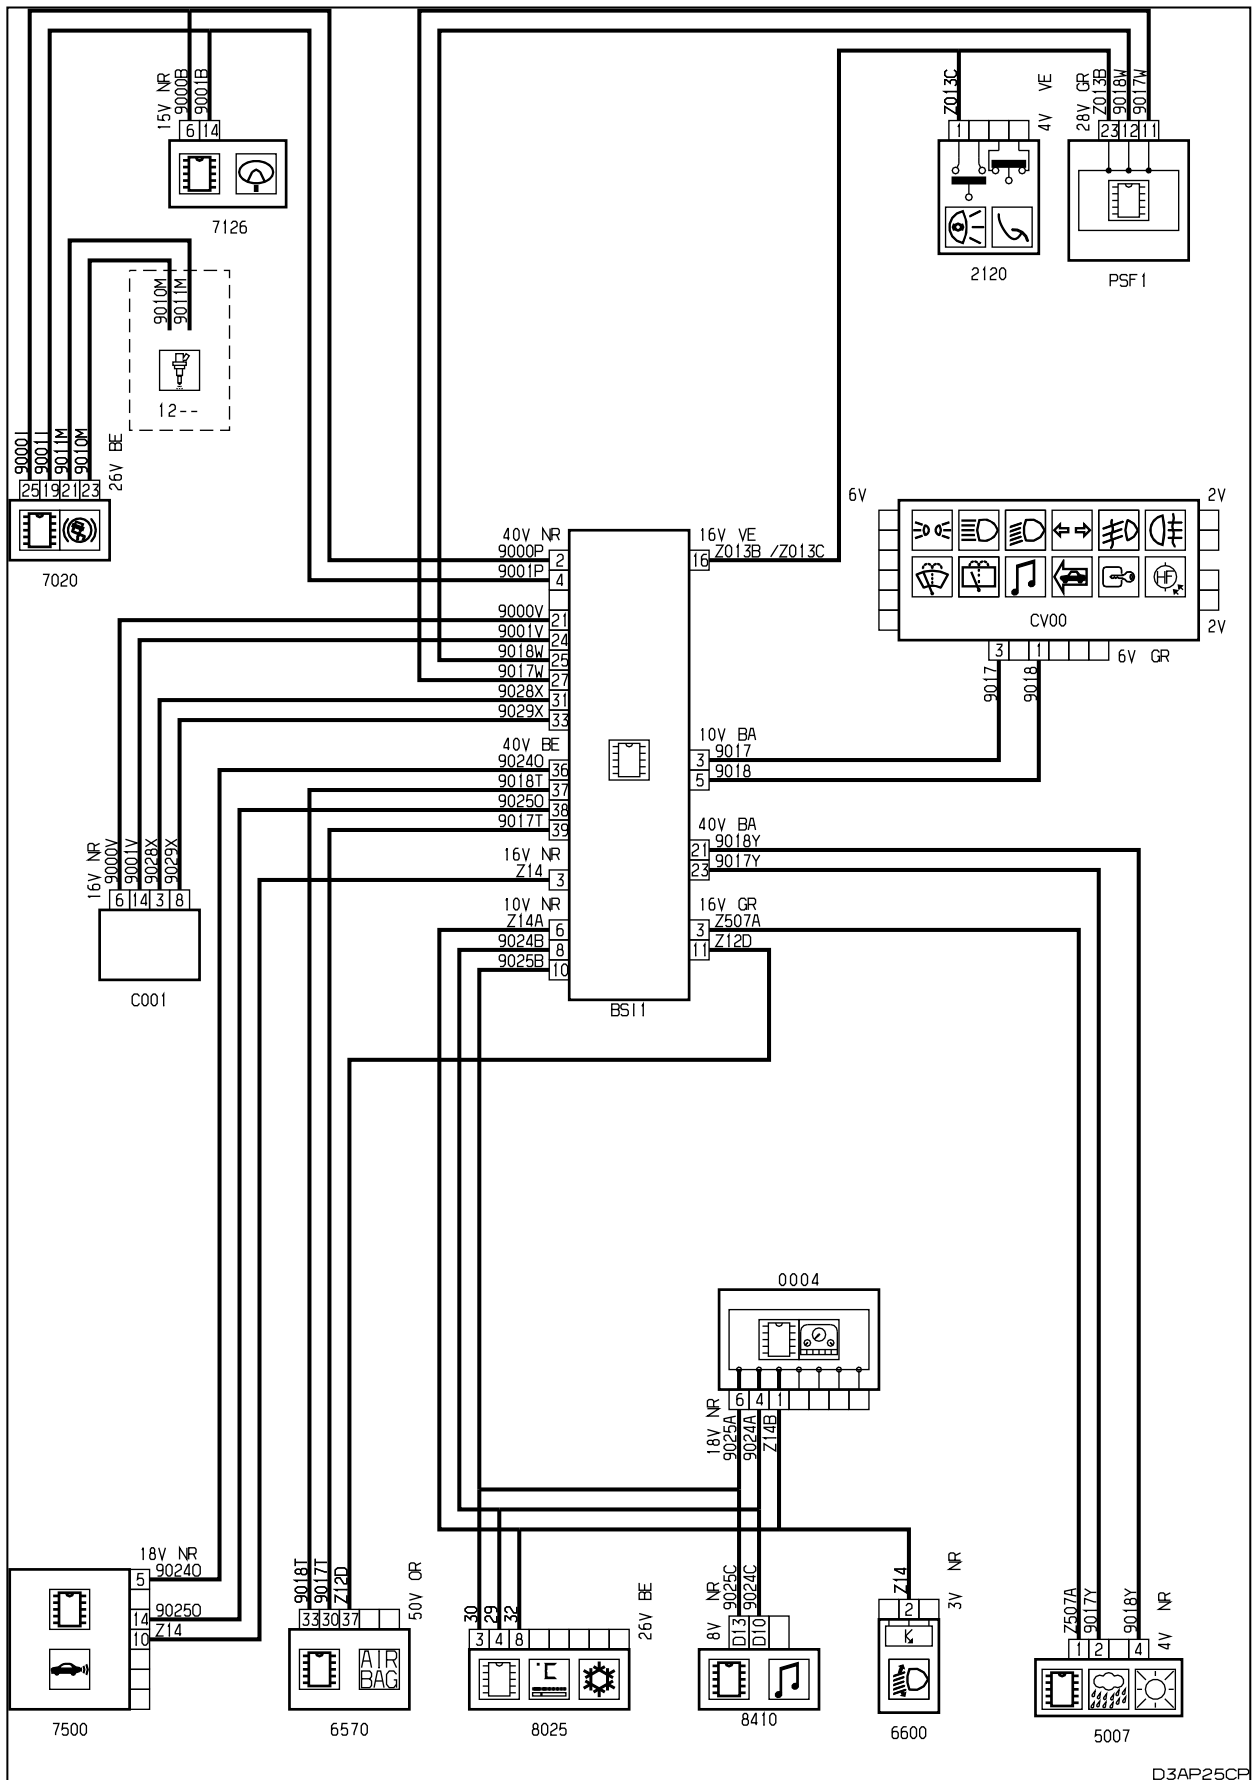 15V NR
9000B
9001B
6 14
7126
9010M
9011M
12--
9000I
9001I
9011M
9010M
26V BE
25 19 21 23
7020
Z013C
4V VE
1
2120
28V GR
Z013B
9018W
9017W
23 12 11
PSF1
6V
2V
HF
CV00
2V
3 1
6V GR
9017
9018
40V NR
9000P 2
9001P 4
9000V 21
9001V 24
9018W 25
9017W 27
9028X 31
9029X 33
40V BE
9024O 36
9018T 37
9025O 38
9017T 39
16V NR
Z14 3
10V NR
Z14A 6
9024B 8
9025B 10
16V VE
16 Z013B /Z013C
10V BA
3 9017
5 9018
40V BA
21 9018Y
23 9017Y
16V GR
3 Z507A
11 Z12D
BSI1
16V NR
9000V
9001V
9028X
9029X
6 14 3 8
C001
0004
6 4 1
18V NR
9025A
9024A
Z14B
18V NR
5 9024O
14 9025O
10 Z14
7500
9018T
9017T
Z12D
50V OR
33 30 37
AIR
BAG
6570
30
29
32
26V BE
3 4 8
°C
8025
8V NR
9025C
9024C
D13 D10
8410
Z14
3V NR
2
K
6600
Z507A
9017Y
9018Y
4V NR
1 2 4
5007
D3AP25CP